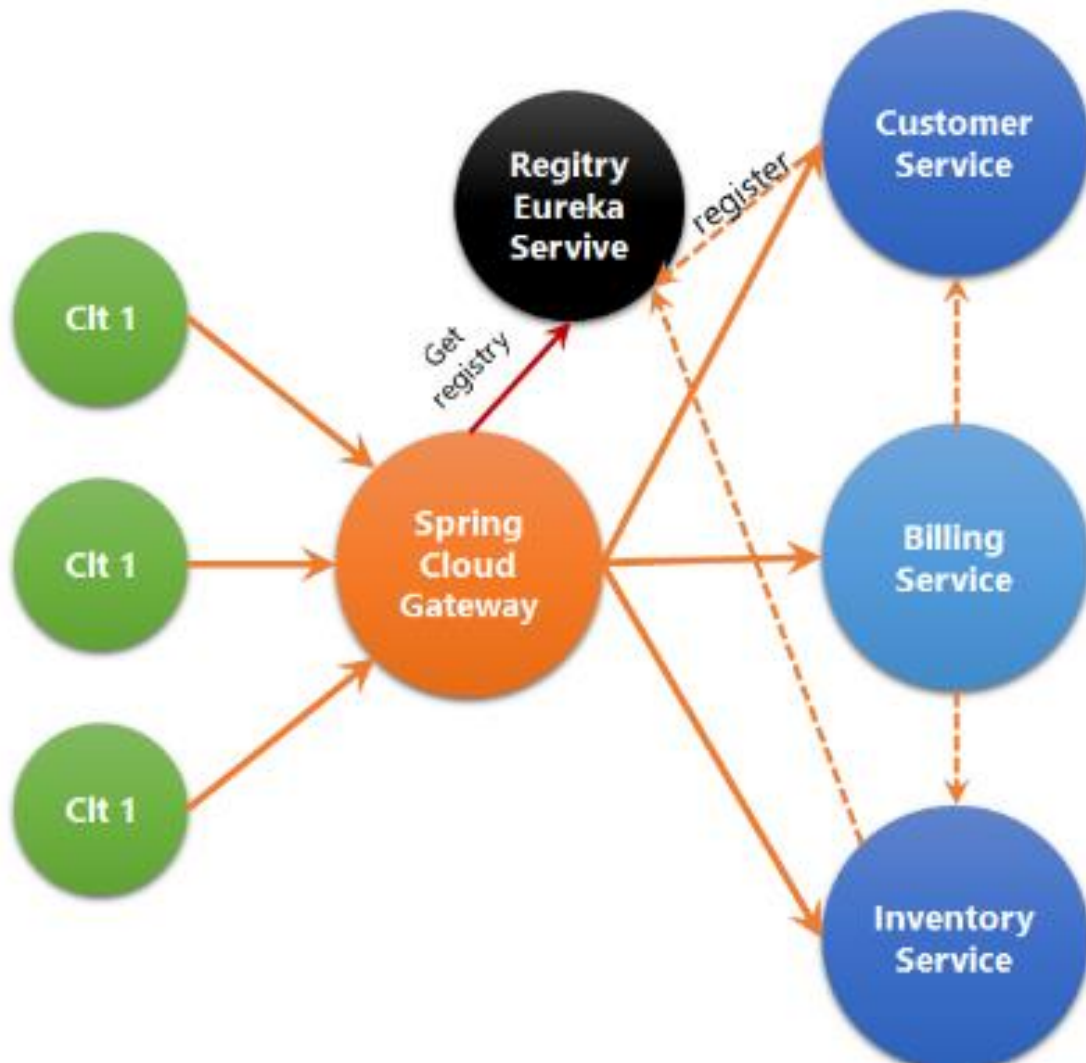 Customer
Service
Regitry
Eureka
Servive
register
Clt 1
Get
registry
Spring
Cloud
Gateway
Clt 1
Billing
Service
Clt 1
Inventory
Service